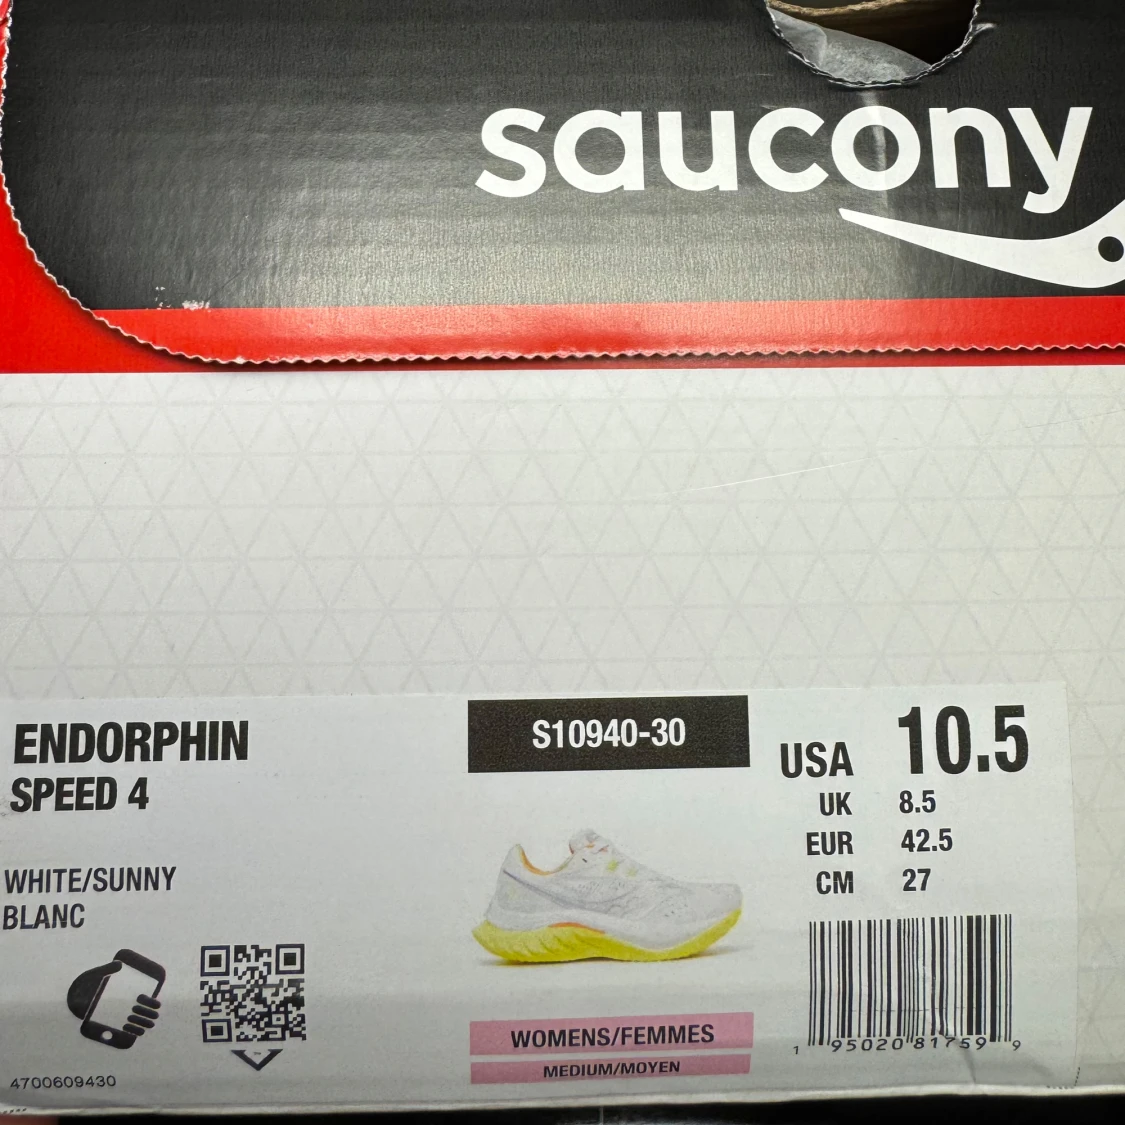 saucony
ENDORPHIN
SPEED 4
WHITE/SUNNY
BLANC
4700609430
S10940-30
WOMENS/FEMMES
MEDIUM/MOYEN
USA 10.5
UK 8.5
EUR 42.5
CM 27
1 95020 81759 9